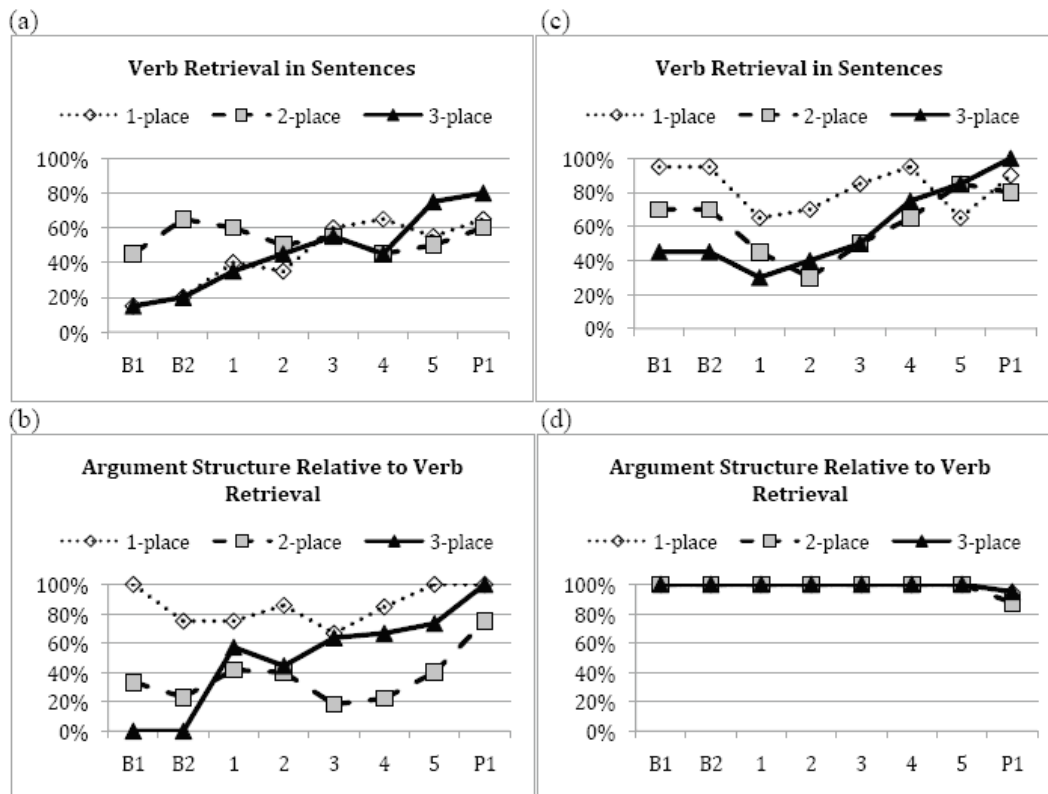 (a)
Verb Retrieval in Sentences
1-place 2-place 3-place
100%
80%
60%
40%
20%
0%
B1 B2 1 2 3 4 5 P1
(c)
Verb Retrieval in Sentences
1-place 2-place 3-place
100%
80%
60%
40%
20%
0%
B1 B2 1 2 3 4 5 P1
(b)
Argument Structure Relative to Verb
Retrieval
1-place 2-place 3-place
100%
80%
60%
40%
20%
0%
B1 B2 1 2 3 4 5 P1
(d)
Argument Structure Relative to Verb
Retrieval
1-place 2-place 3-place
100%
80%
60%
40%
20%
0%
B1 B2 1 2 3 4 5 P1